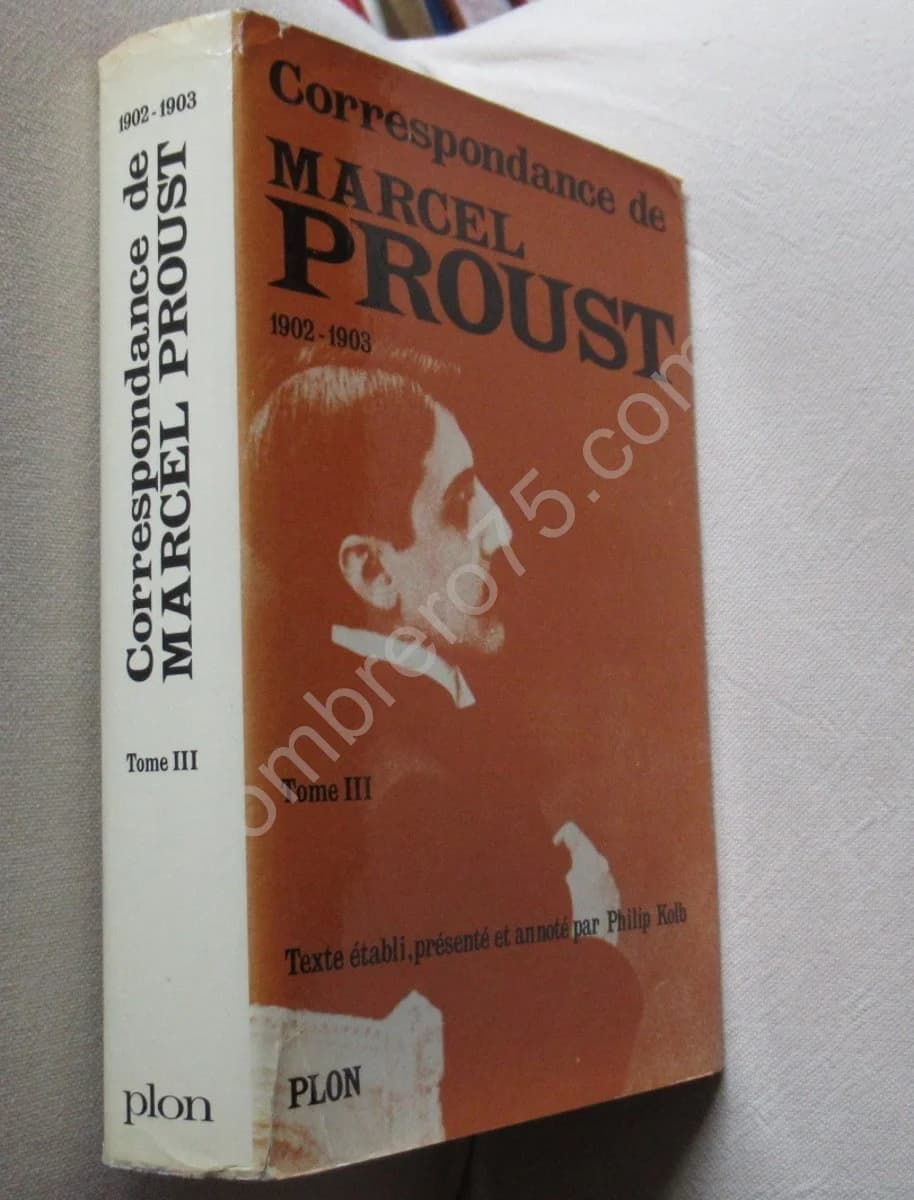 1902-1903
Correspondance de
MARCEL PROUST
Tome III
plon
Correspondance de
MARCEL
PROUST
1902-1903
Tome III
Texte établi, présenté et annoté par Philip Kolb
PLON
ombrero75.com